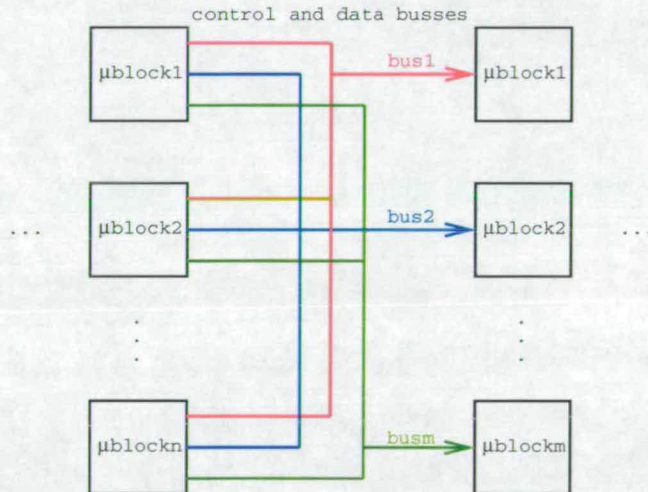 control and data busses
μblock1
bus1
μblock1
...
μblock2
bus2
μblock2
...
μblockn
busm
μblockm